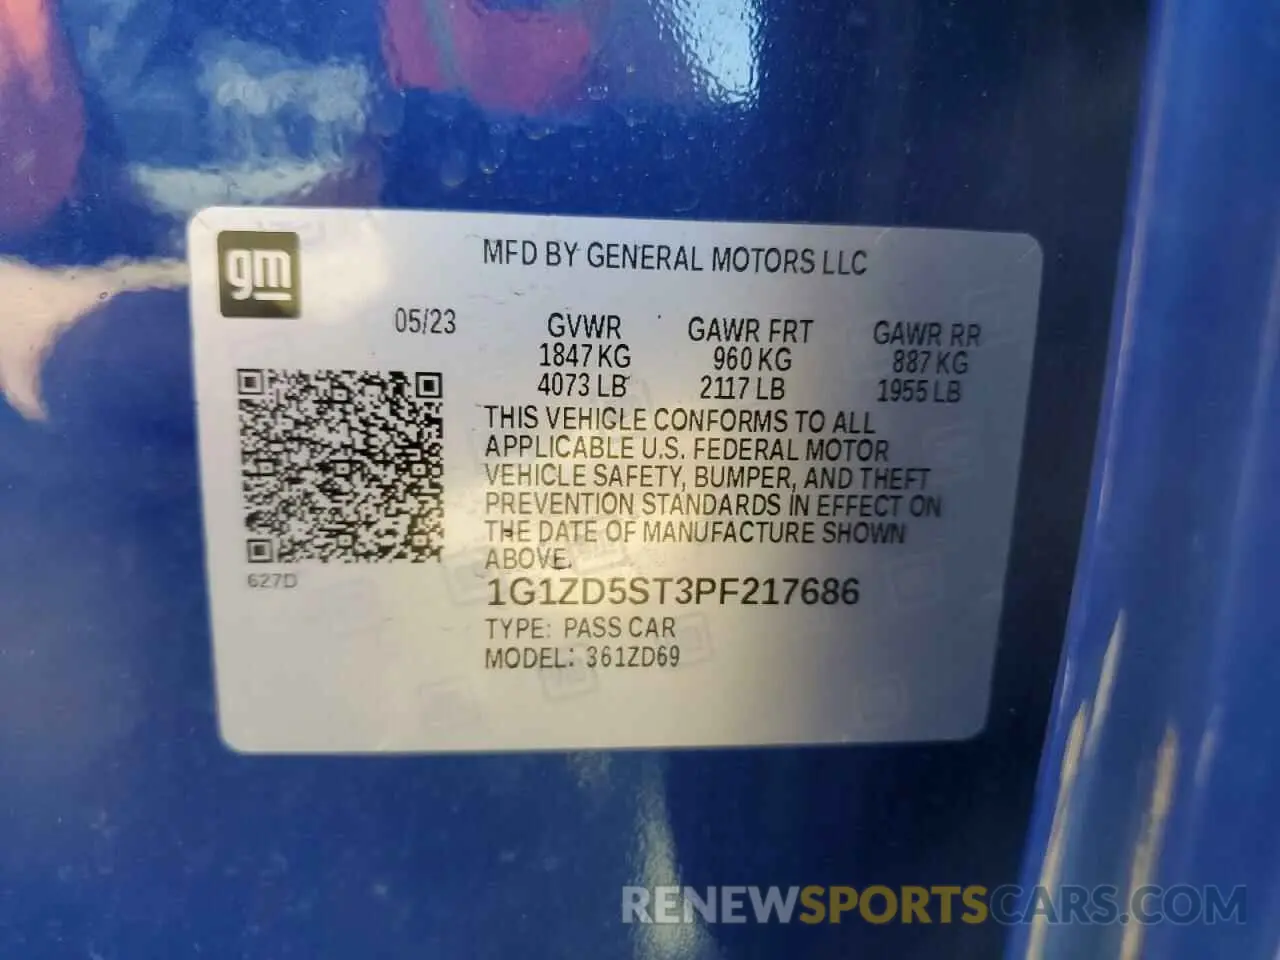 gm
MFD BY GENERAL MOTORS LLC
05/23 GVWR GAWR FRT GAWR RR
1847 KG 960 KG 887 KG
4073 LB 2117 LB 1955 LB
THIS VEHICLE CONFORMS TO ALL
APPLICABLE U.S. FEDERAL MOTOR
VEHICLE SAFETY, BUMPER, AND THEFT
PREVENTION STANDARDS IN EFFECT ON
THE DATE OF MANUFACTURE SHOWN
ABOVE.
627D
1G1ZD5ST3PF217686
TYPE: PASS CAR
MODEL: 361ZD69
RENEWSPORTSCARS.COM